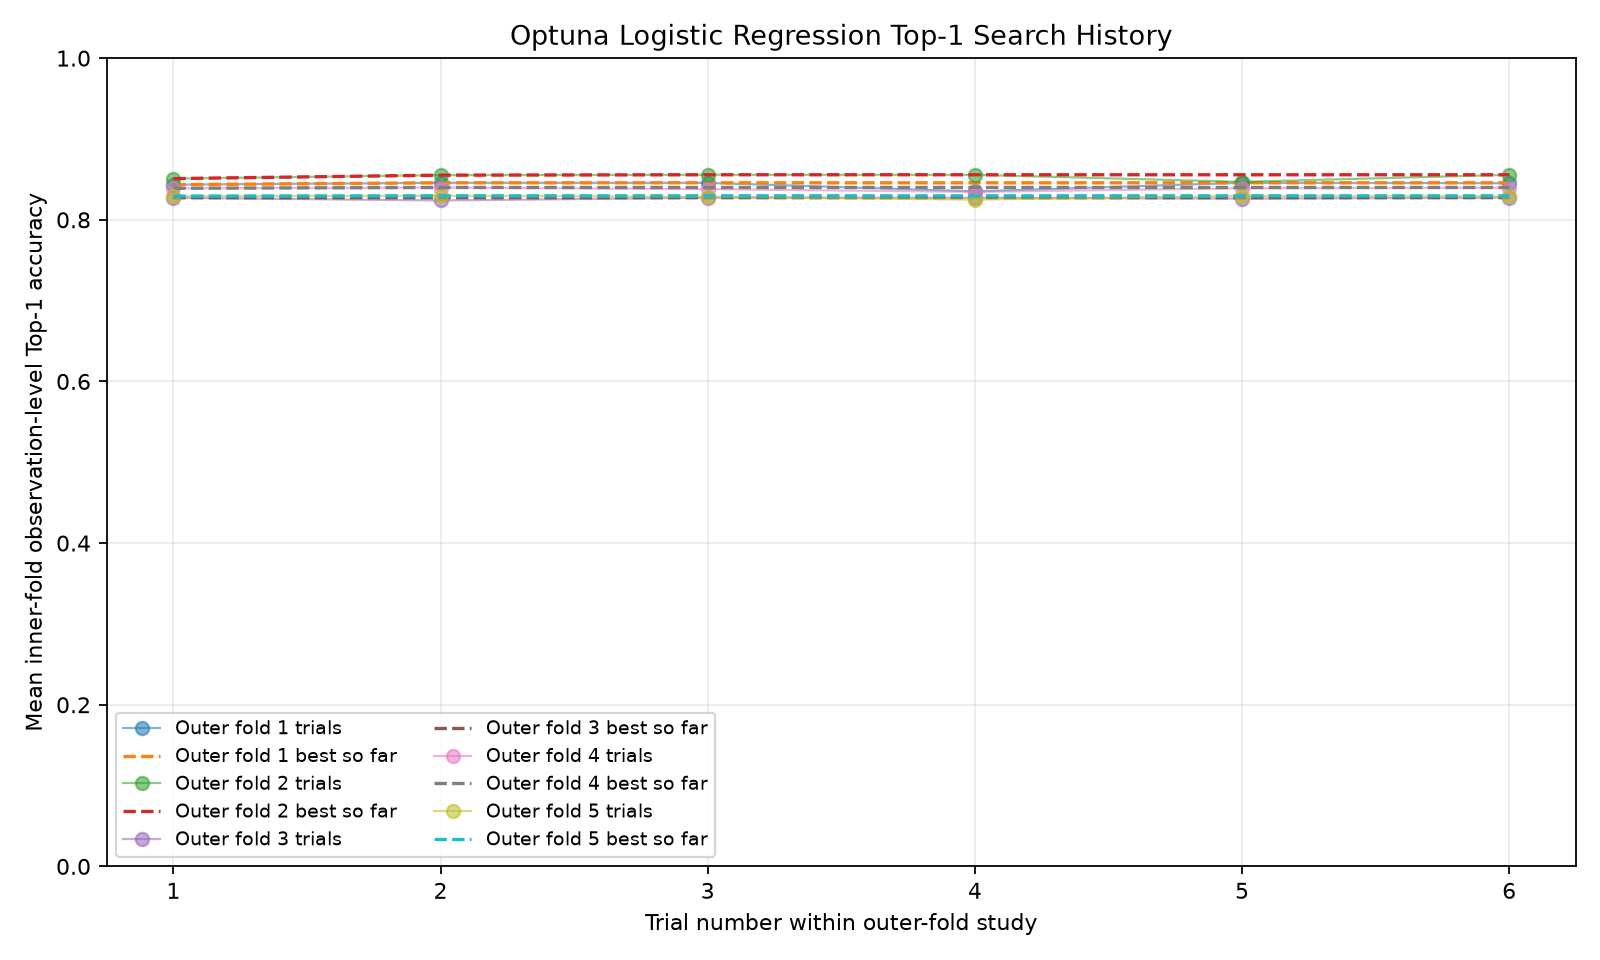 Optuna Logistic Regression Top-1 Search History
Mean inner-fold observation-level Top-1 accuracy
1.0
0.8
0.6
0.4
0.2
0.0
Outer fold 1 trials
Outer fold 1 best so far
Outer fold 2 trials
Outer fold 2 best so far
Outer fold 3 trials
Outer fold 3 best so far
Outer fold 4 trials
Outer fold 4 best so far
Outer fold 5 trials
Outer fold 5 best so far
1 2 3 4 5 6
Trial number within outer-fold study